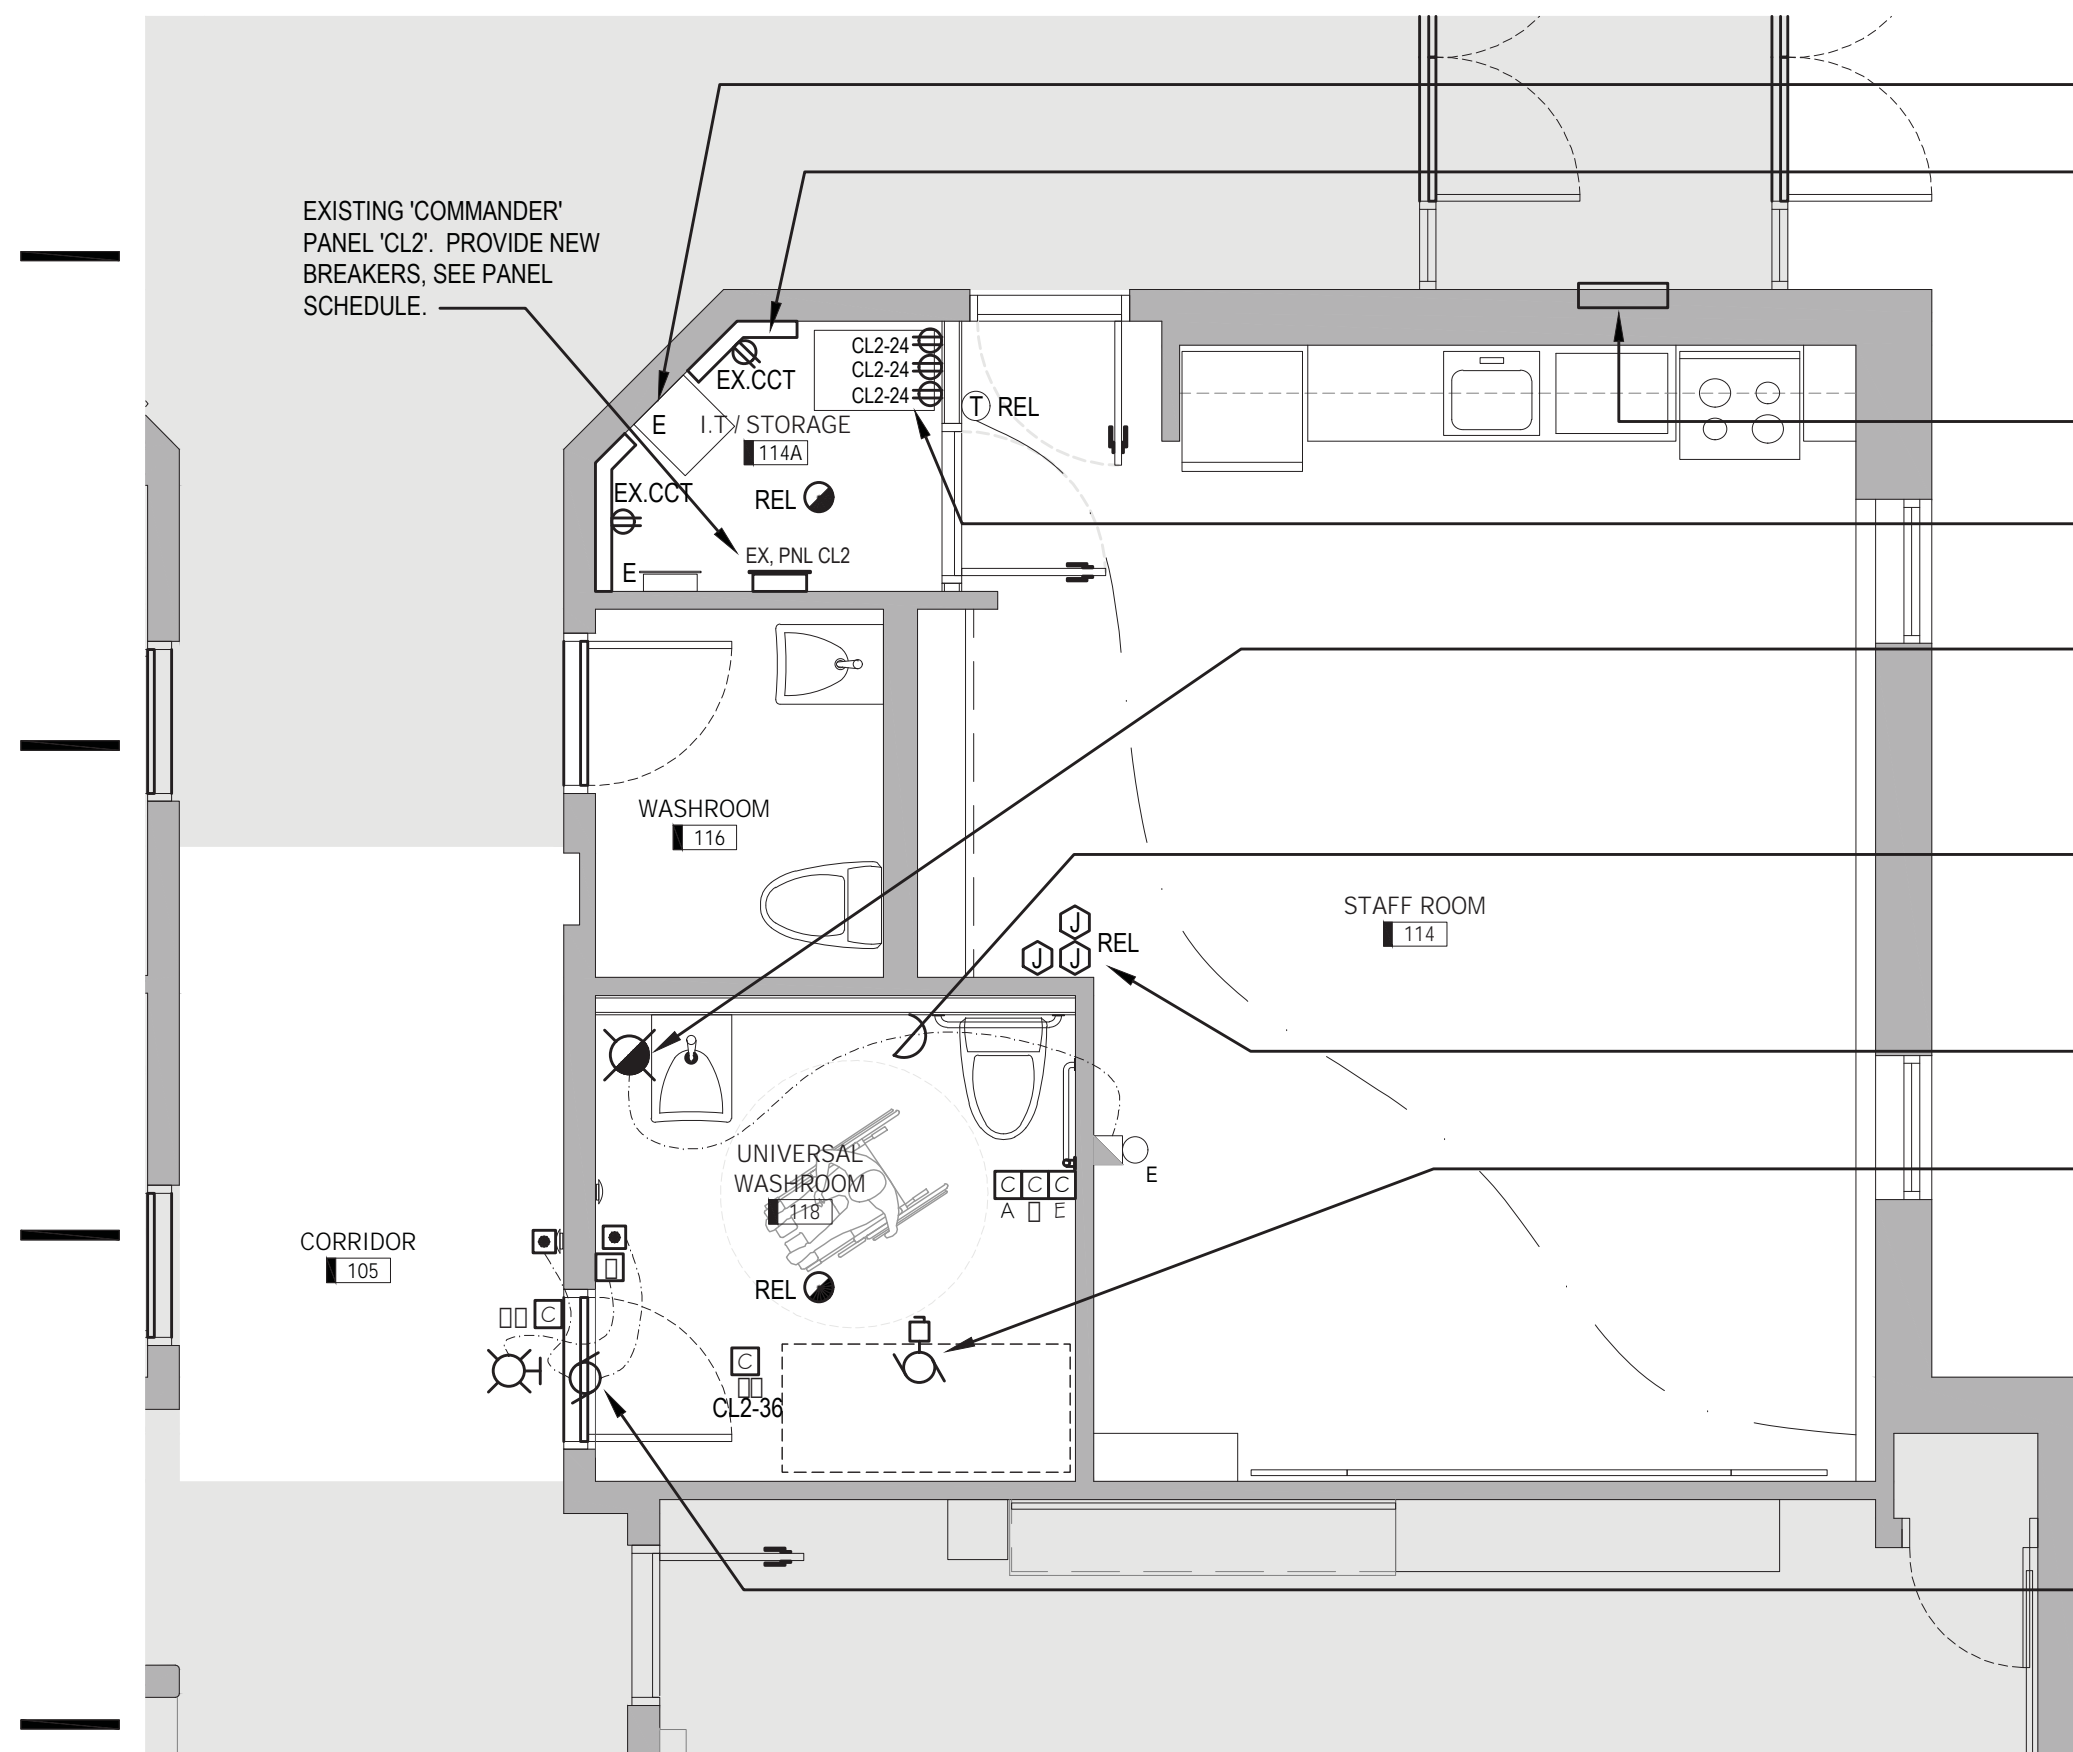 EXISTING 'COMMANDER'
PANEL 'CL2'.  PROVIDE NEW
BREAKERS, SEE PANEL
SCHEDULE.
CL2-24
CL2-24
CL2-24
EX.CCT
T REL
E
I.T / STORAGE
114A
EX.CCT
REL
EX, PNL CL2
E
WASHROOM
116
STAFF ROOM
114
J
REL
J J
UNIVERSAL
WASHROOM
118
E
C C C
A E
CORRIDOR
105
REL
C
C
CL2-36